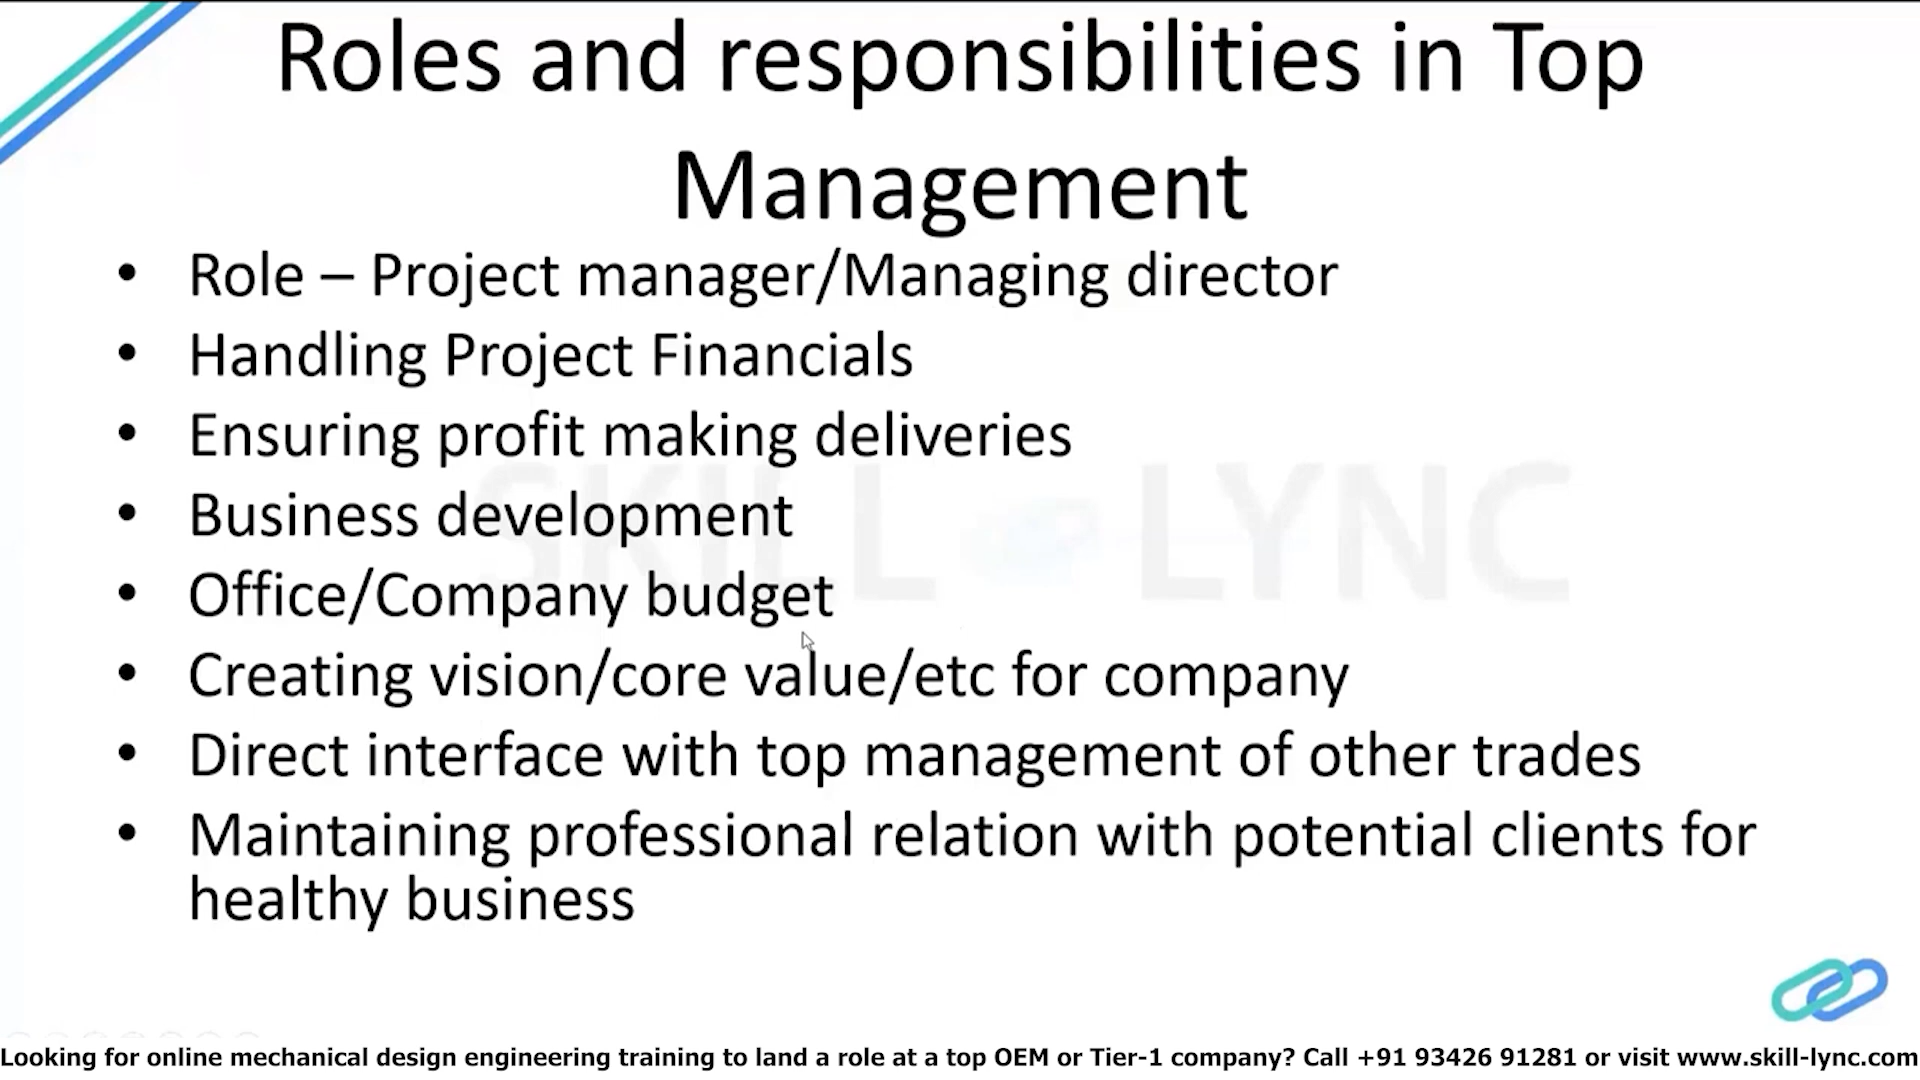 Roles and responsibilities in Top
Management
• Role – Project manager/Managing director
• Handling Project Financials
• Ensuring profit making deliveries
• Business development
• Office/Company budget
• Creating vision/core value/etc for company
• Direct interface with top management of other trades
• Maintaining professional relation with potential clients for
healthy business
SKILL LYNC
Looking for online mechanical design engineering training to land a role at a top OEM or Tier-1 company? Call +91 93426 91281 or visit www.skill-lync.com